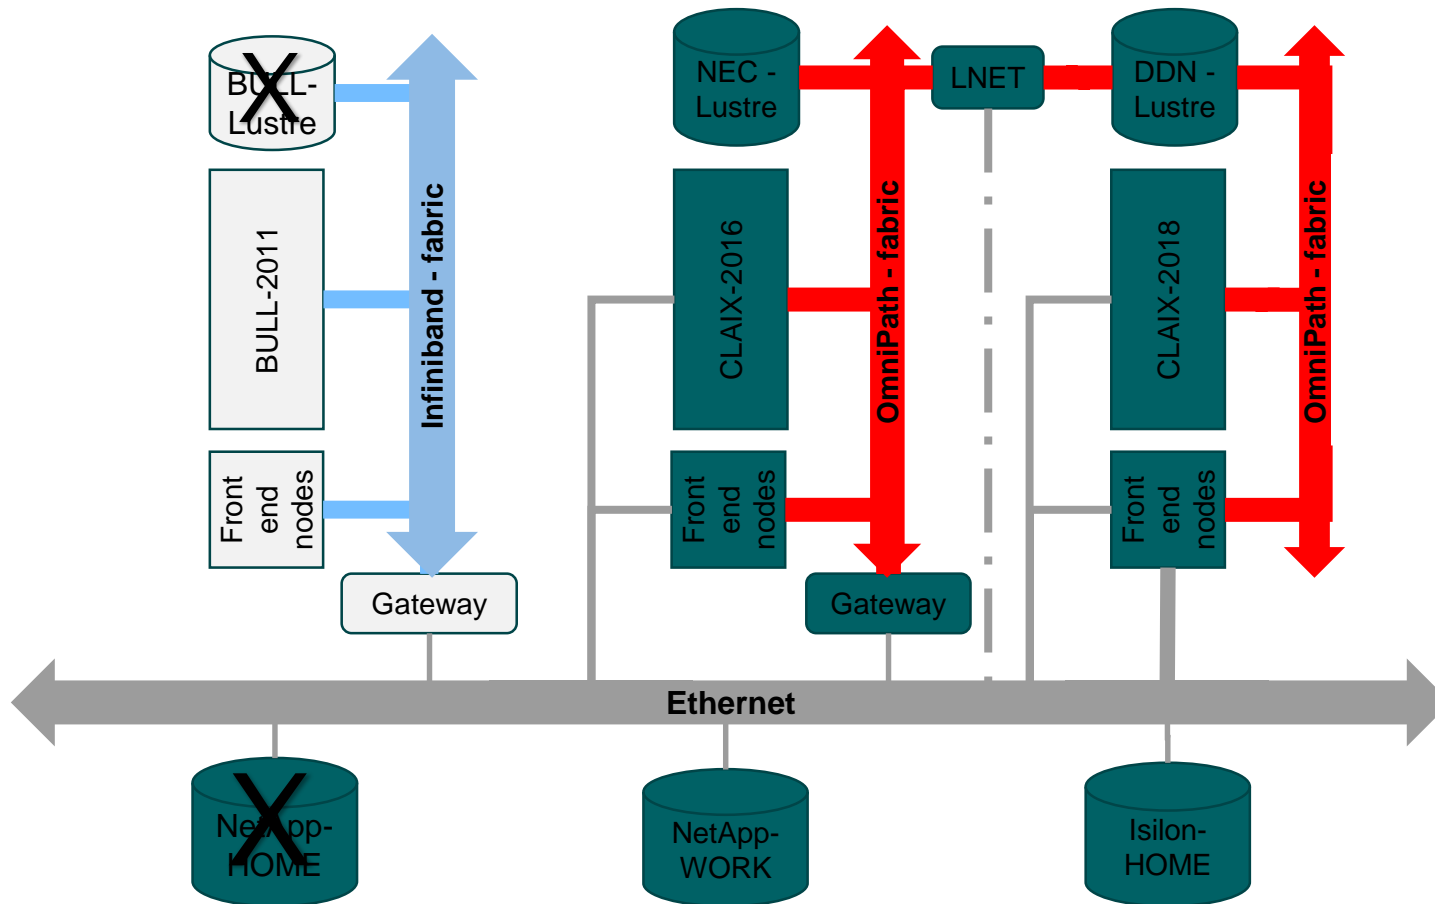 X
BULL-
Lustre
BULL-2011
Front
end
nodes
Infiniband - fabric
Gateway
NEC -
Lustre
LNET
DDN -
Lustre
CLAIX-2016
Front
end
nodes
OmniPath - fabric
Gateway
CLAIX-2018
Front
end
nodes
OmniPath - fabric
Ethernet
X
NetApp-
HOME
NetApp-
WORK
Isilon-
HOME